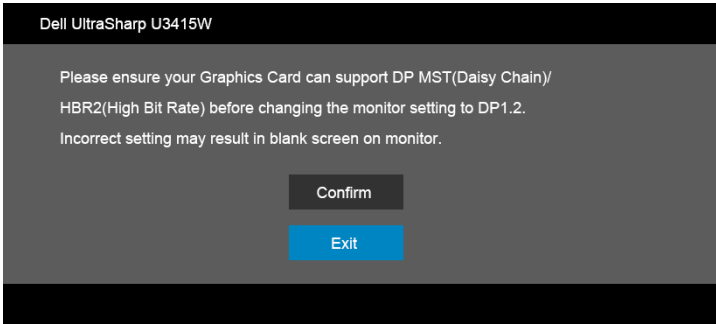 Dell UltraSharp U3415W
Please ensure your Graphics Card can support DP MST(Daisy Chain)/
HBR2(High Bit Rate) before changing the monitor setting to DP1.2.
Incorrect setting may result in blank screen on monitor.
Confirm
Exit